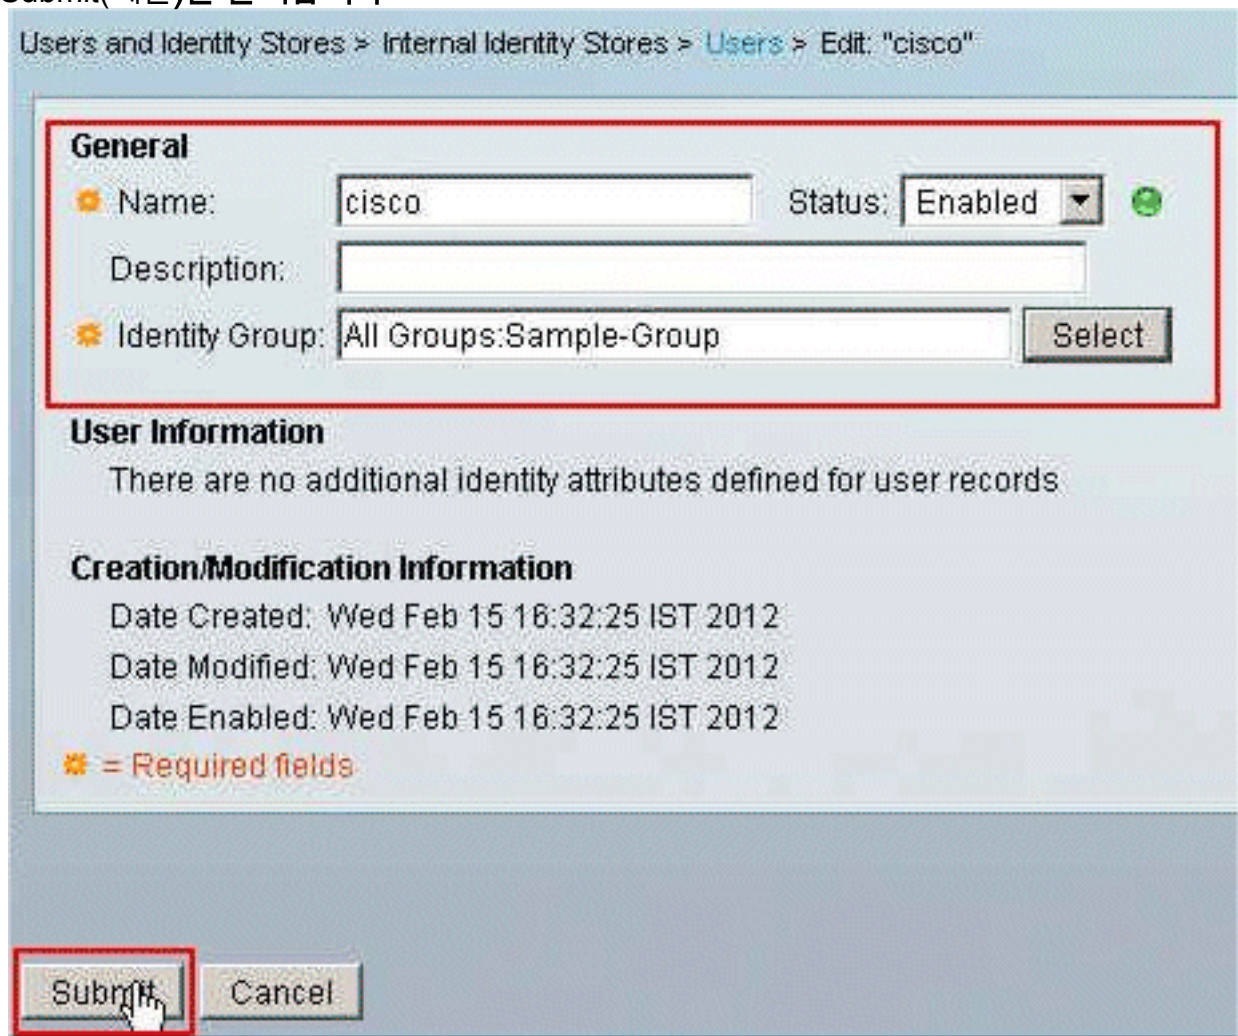 Submit(
Users and Identity Stores > Internal Identity Stores > Users > Edit: "cisco"
General
Name: cisco Status: Enabled
Description:
Identity Group: All Groups:Sample-Group Select
User Information
There are no additional identity attributes defined for user records
Creation/Modification Information
Date Created: Wed Feb 15 16:32:25 IST 2012
Date Modified: Wed Feb 15 16:32:25 IST 2012
Date Enabled: Wed Feb 15 16:32:25 IST 2012
= Required fields
Submit Cancel